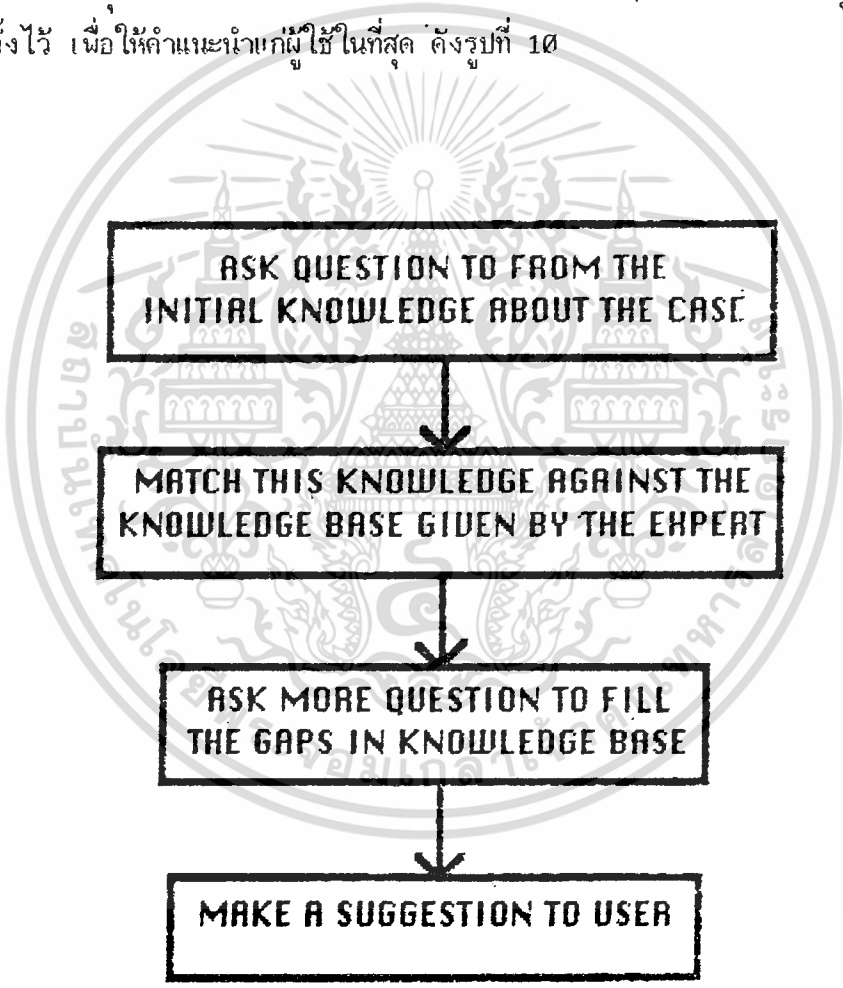 ไว้ เพื่อให้คำแนะนำแก่ผู้ใช้ในที่สุด ดังรูปที่ 10
ASK QUESTION TO FROM THE
INITIAL KNOWLEDGE ABOUT THE CASE
MATCH THIS KNOWLEDGE AGAINST THE
KNOWLEDGE BASE GIVEN BY THE EXPERT
ASK MORE QUESTION TO FILL
THE GAPS IN KNOWLEDGE BASE
MAKE A SUGGESTION TO USER